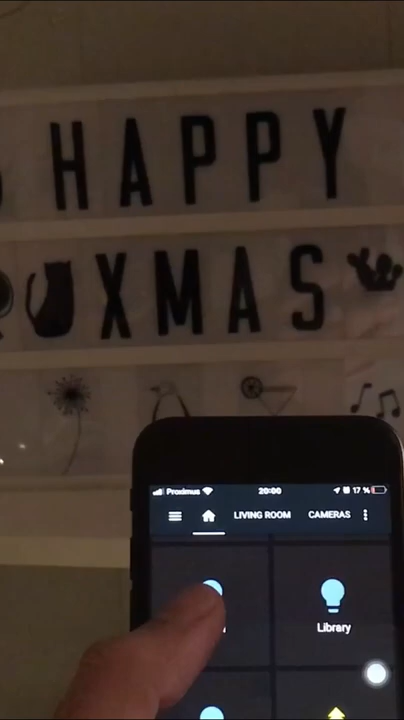 HAPPY
XMAS
Proximus 20:00 17 %
LIVING ROOM CAMERAS
Library